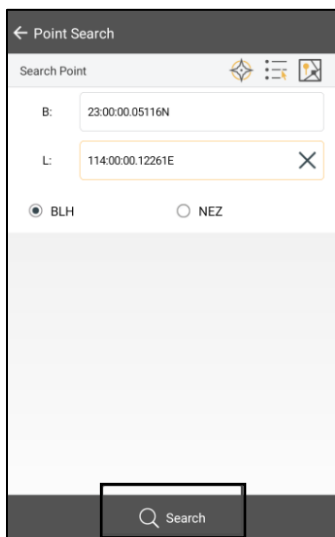 ← Point Search
Search Point
B: 23:00:00.05116N
L: 114:00:00.12261E
BLH NEZ
Search